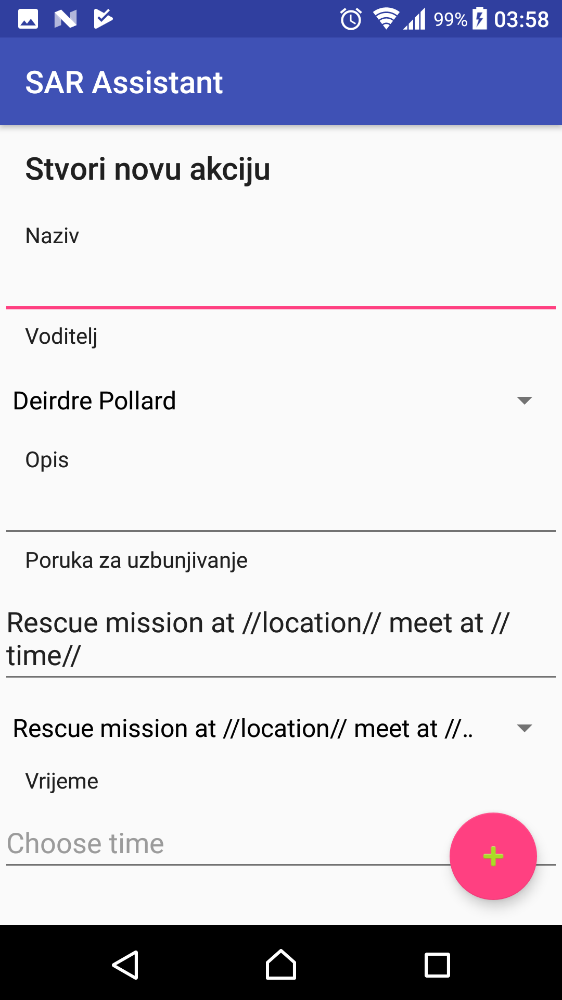 99% 03:58
SAR Assistant
Stvori novu akciju
Naziv
Voditelj
Deirdre Pollard
Opis
Poruka za uzbunjivanje
Rescue mission at //location// meet at //
time//
Rescue mission at //location// meet at //..
Vrijeme
Choose time